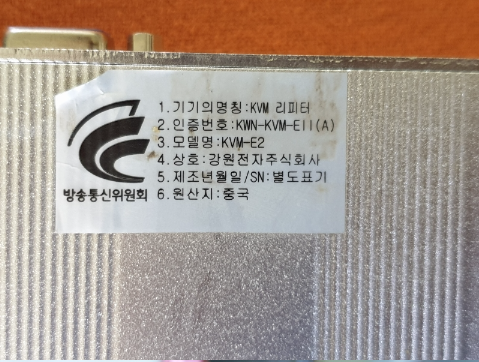 1.기기의명칭:KVM 리피터
2.인증번호:KWN-KVM-E11(A)
3.모델명:KVM-E2
4.상호:강원전자주식회사
5.제조년월일/SN:별도표기
6.원산지:중국
방송통신위원회